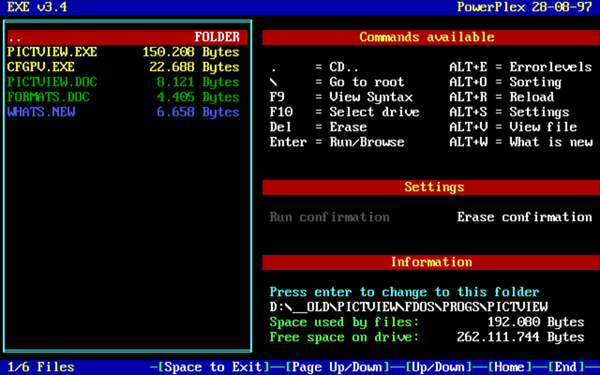 EXE v3.4 PowerPlex 28-08-97
.. FOLDER
PICTVIEW.EXE 150.208 Bytes
CFGPV.EXE 22.688 Bytes
PICTVIEW.DOC 8.121 Bytes
FORMATS.DOC 4.405 Bytes
WHATS.NEW 6.658 Bytes
Commands available
. = CD.. ALT+E = Errorlevels
\ = Go to root ALT+O = Sorting
F9 = View Syntax ALT+R = Reload
F10 = Select drive ALT+S = Settings
Del = Erase ALT+V = View file
Enter = Run/Browse ALT+W = What is new
Settings
Run confirmation Erase confirmation
Information
Press enter to change to this folder
D:\__OLD\PICTVIEW\FDOS\PROGS\PICTVIEW
Space used by files: 192.080 Bytes
Free space on drive: 262.111.744 Bytes
1/6 Files —[Space to Exit]—[Page Up/Down]—[Up/Down]—[Home]—[End]—